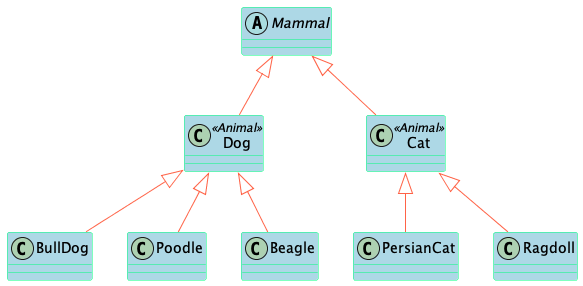 A Mammal
C «Animal»
Dog
C «Animal»
Cat
C BullDog
C Poodle
C Beagle
C PersianCat
C Ragdoll